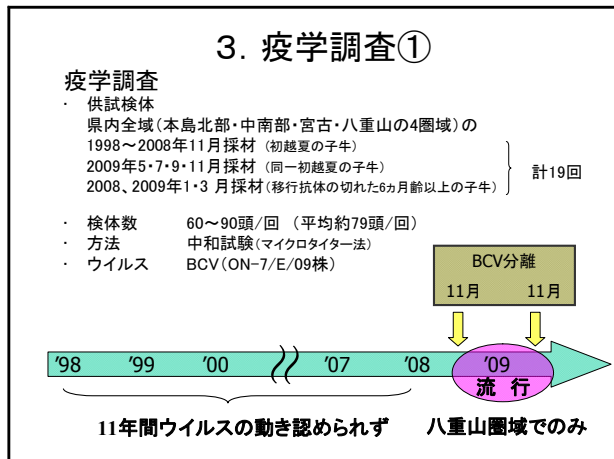 3. 疫学調査①
疫学調査
・ 供試検体
県内全域(本島北部・中南部・宮古・八重山の4圏域)の
1998～2008年11月採材 (初越夏の子牛)
2009年5・7・9・11月採材(同一初越夏の子牛)
2008、2009年1・3 月採材(移行抗体の切れた6ヵ月齢以上の子牛)
計19回
・ 検体数 60～90頭/回 (平均約79頭/回)
・ 方法 中和試験(マイクロタイター法)
・ ウイルス BCV(ON-7/E/09株)
BCV分離
11月 11月
'98 '99 '00 '07 '08 '09
流 行
11年間ウイルスの動き認められず 八重山圏域でのみ